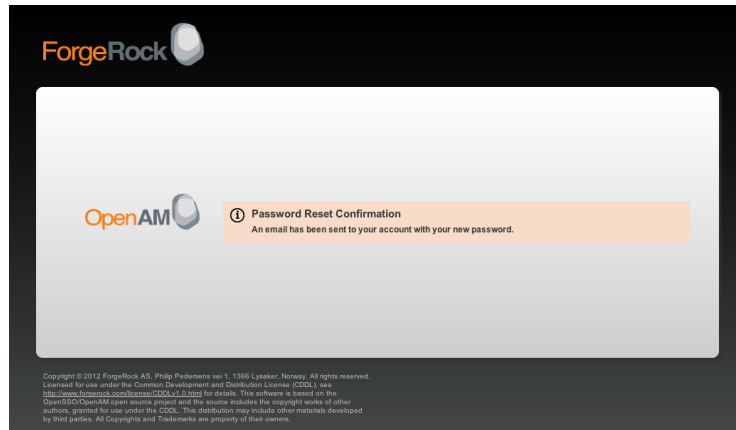 ForgeRock
OpenAM
Password Reset Confirmation
An email has been sent to your account with your new password.
Copyright © 2012 ForgeRock AS, Philip Pedersens vei 1, 1366 Lysaker, Norway. All rights reserved.
Licensed for use under the Common Development and Distribution License (CDDL), see
http://www.forgerock.com/license/CDDLv1.0.html for details. This software is based on the
OpenSSO/OpenAM open source project and the source includes the copyright works of other
authors, granted for use under the CDDL. This distribution may include other materials developed
by third parties. All Copyrights and Trademarks are property of their owners.